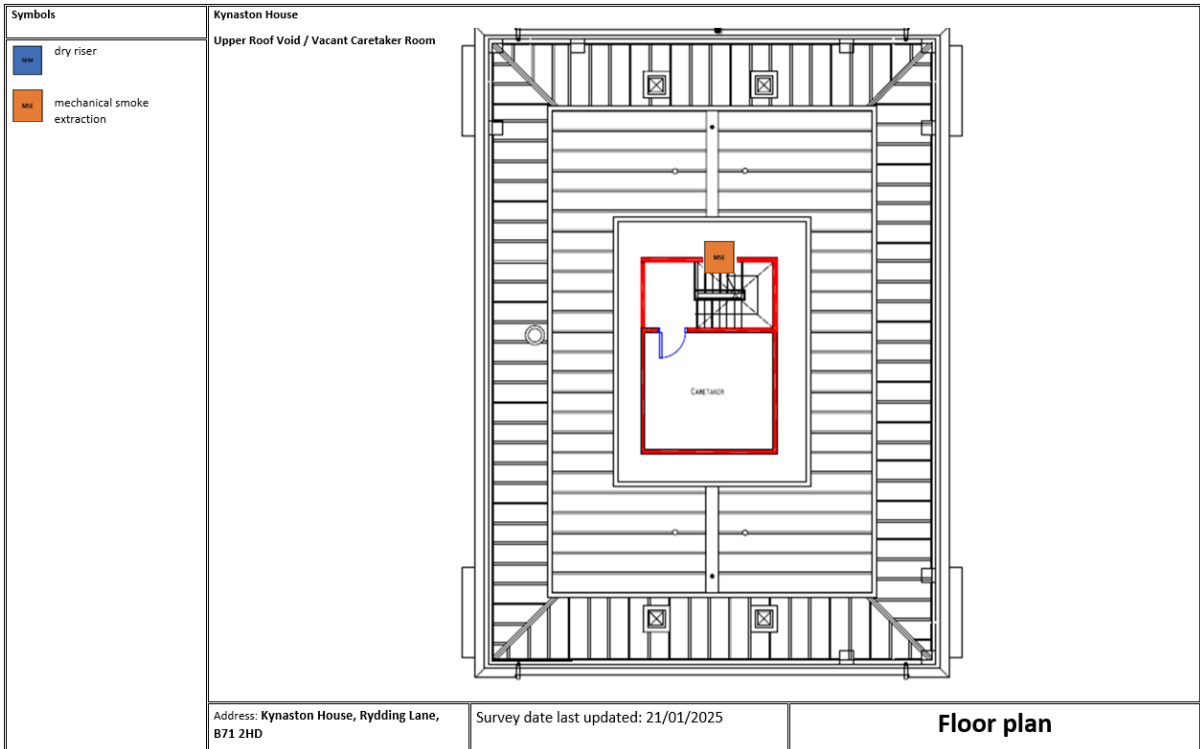 Symbols
dry riser
MSE
mechanical smoke
extraction
Kynaston House
Upper Roof Void / Vacant Caretaker Room
MSE
CARETAKER
Address: Kynaston House, Rydding Lane,
B71 2HD
Survey date last updated: 21/01/2025
Floor plan